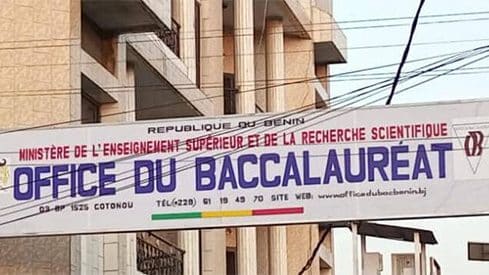 REPUBLIQUE DU BENIN
MINISTÈRE DE L'ENSEIGNEMENT SUPÉRIEUR ET DE LA RECHERCHE SCIENTIFIQUE
OFFICE DU BACCALAURÉAT
03 BP 1525 COTONOU TEL(+229) 61 19 49 70 SITE WEB: www.officedubacbenin.bj
OB